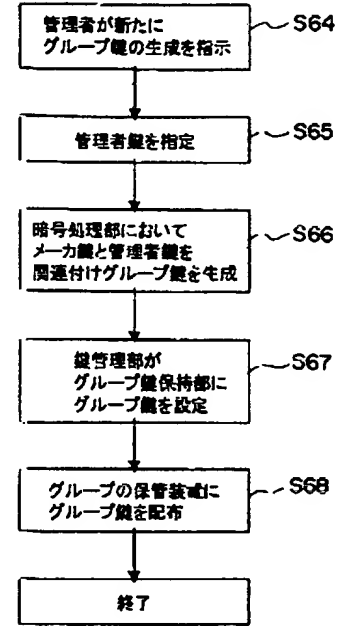 管理者が新たに
グループ鍵の生成を指示
S64
管理者鍵を指定
S65
暗号処理部において
メーカ鍵と管理者鍵を
関連付けグループ鍵を生成
S66
鍵管理部が
グループ鍵保持部に
グループ鍵を設定
S67
グループの保管装置に
グループ鍵を配布
S68
終了